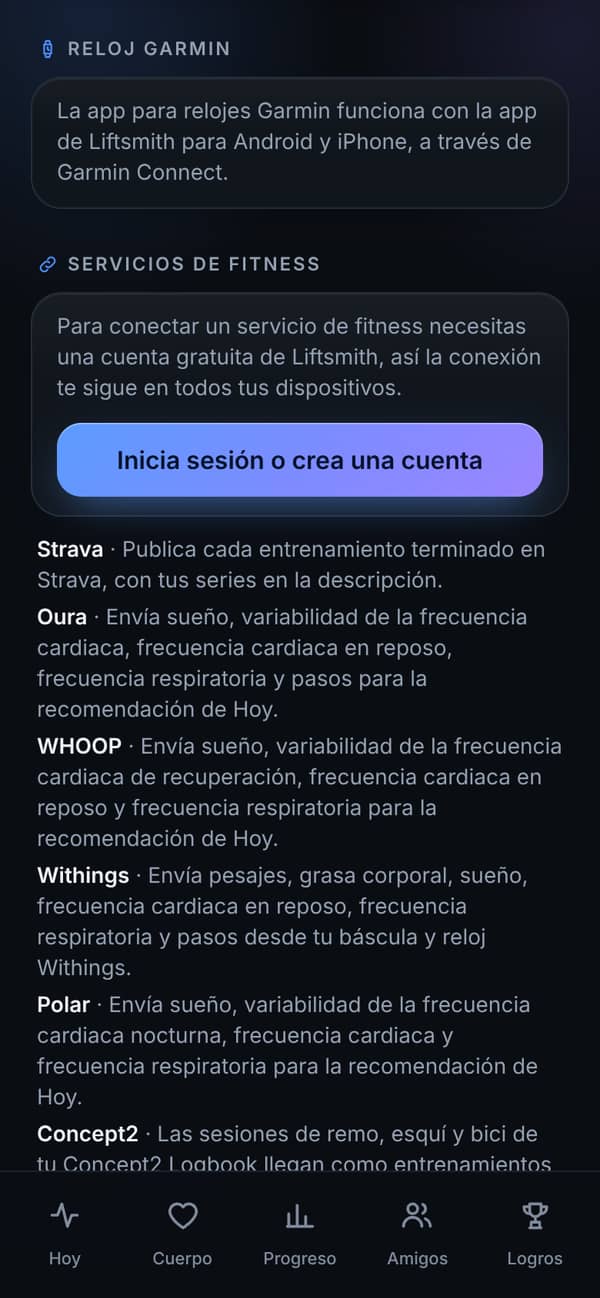 RELOJ GARMIN
La app para relojes Garmin funciona con la app
de Liftsmith para Android y iPhone, a través de
Garmin Connect.
SERVICIOS DE FITNESS
Para conectar un servicio de fitness necesitas
una cuenta gratuita de Liftsmith, así la conexión
te sigue en todos tus dispositivos.
Inicia sesión o crea una cuenta
Strava · Publica cada entrenamiento terminado en
Strava, con tus series en la descripción.
Oura · Envía sueño, variabilidad de la frecuencia
cardiaca, frecuencia cardiaca en reposo,
frecuencia respiratoria y pasos para la
recomendación de Hoy.
WHOOP · Envía sueño, variabilidad de la frecuencia
cardiaca de recuperación, frecuencia cardiaca en
reposo y frecuencia respiratoria para la
recomendación de Hoy.
Withings · Envía pesajes, grasa corporal, sueño,
frecuencia cardiaca en reposo, frecuencia
respiratoria y pasos desde tu báscula y reloj
Withings.
Polar · Envía sueño, variabilidad de la frecuencia
cardiaca nocturna, frecuencia cardiaca y
frecuencia respiratoria para la recomendación de
Hoy.
Concept2 · Las sesiones de remo, esquí y bici de
tu Concept2 Logbook llegan como entrenamientos
Hoy
Cuerpo
Progreso
Amigos
Logros